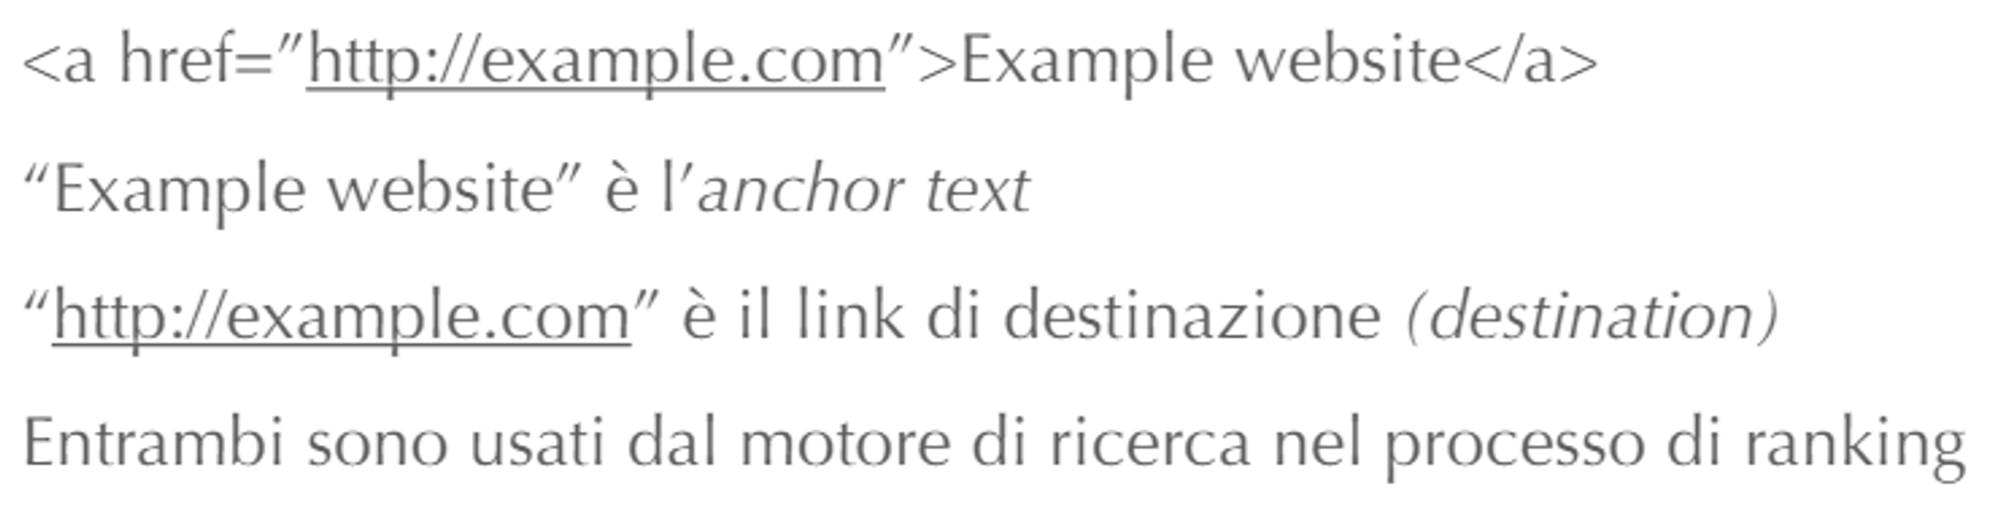 <a href=”http://example.com”>Example website</a>
“Example website” è l’anchor text
“http://example.com” è il link di destinazione (destination)
Entrambi sono usati dal motore di ricerca nel processo di ranking